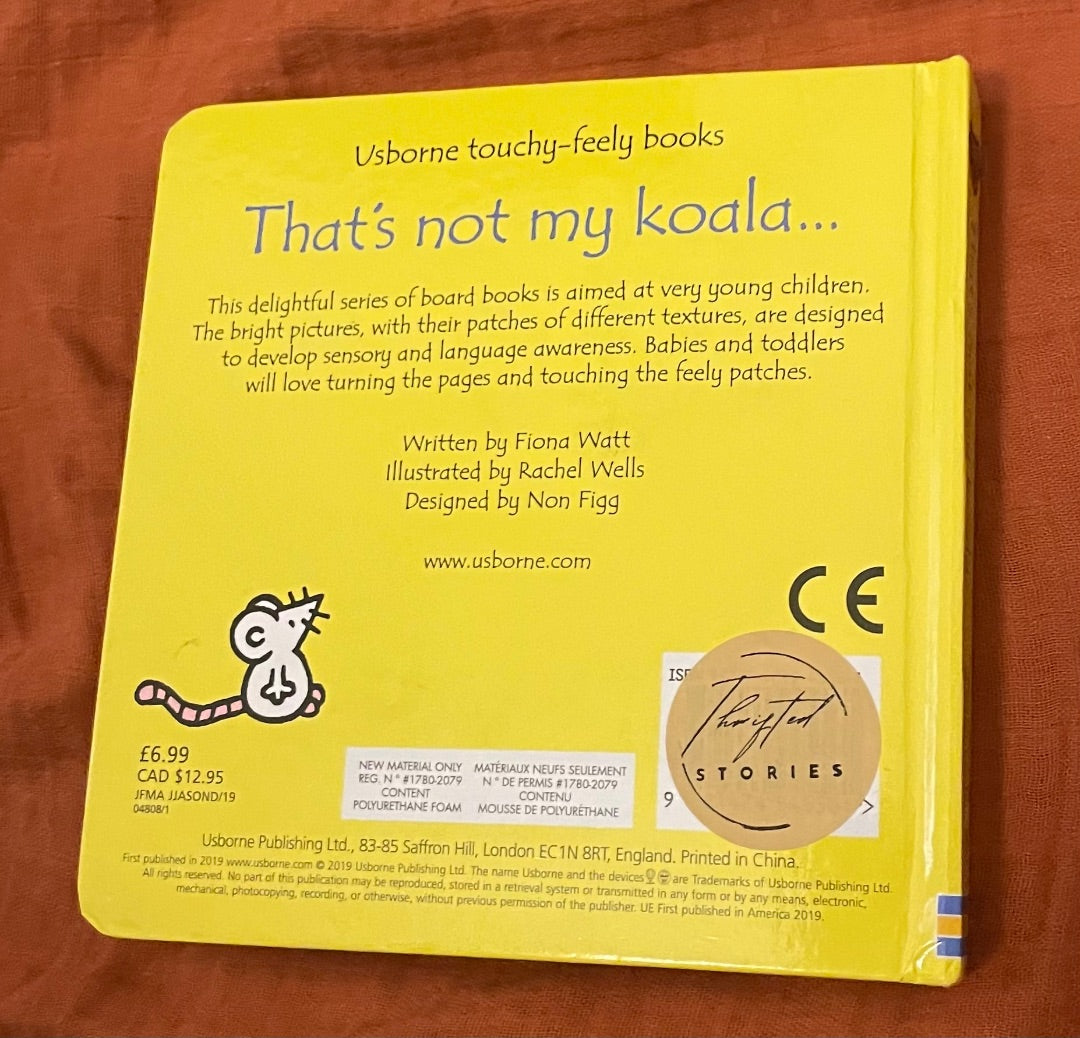 Usborne touchy-feely books
That's not my koala...
This delightful series of board books is aimed at very young children.
The bright pictures, with their patches of different textures, are designed
to develop sensory and language awareness. Babies and toddlers
will love turning the pages and touching the feely patches.
Written by Fiona Watt
Illustrated by Rachel Wells
Designed by Non Figg
www.usborne.com
CE
£6.99
CAD $12.95
JFMA JJASOND/19
04808/1
NEW MATERIAL ONLY
REG. N° #1780-2079
CONTENT
POLYURETHANE FOAM
MATÉRIAUX NEUFS SEULEMENT
N° DE PERMIS #1780-2079
CONTENU
MOUSSE DE POLYURÉTHANE
Thrifted
STORIES
9 >
Usborne Publishing Ltd., 83-85 Saffron Hill, London EC1N 8RT, England. Printed in China.
First published in 2019 www.usborne.com © 2019 Usborne Publishing Ltd. The name Usborne and the devices are Trademarks of Usborne Publishing Ltd.
All rights reserved. No part of this publication may be reproduced, stored in a retrieval system or transmitted in any form or by any means, electronic,
mechanical, photocopying, recording, or otherwise, without previous permission of the publisher. UE First published in America 2019.